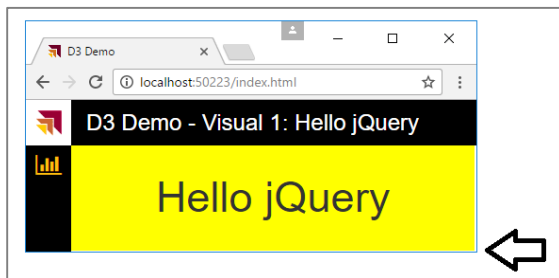 D3 Demo
localhost:50223/index.html
D3 Demo - Visual 1: Hello jQuery
Hello jQuery